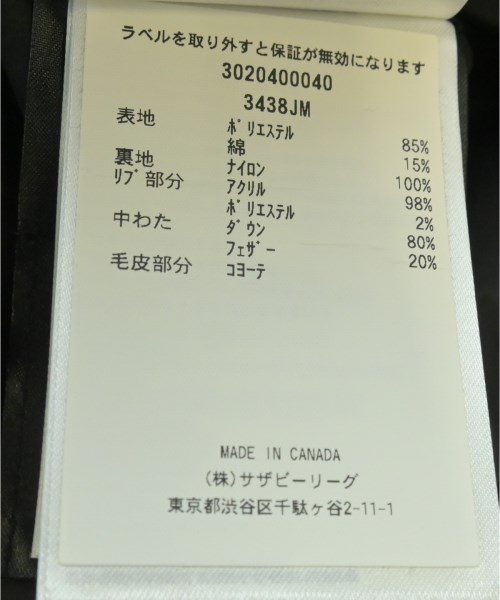 ラベルを取り外すと保証が無効になります
3020400040
3438JM
表地 ポリエステル 85%
綿 15%
裏地 ナイロン 100%
リブ部分 アクリル 98%
ポリエステル 2%
中わた ダウン 80%
フェザー 20%
毛皮部分 コヨーテ
MADE IN CANADA
(株)サザビーリーグ
東京都渋谷区千駄ヶ谷2-11-1